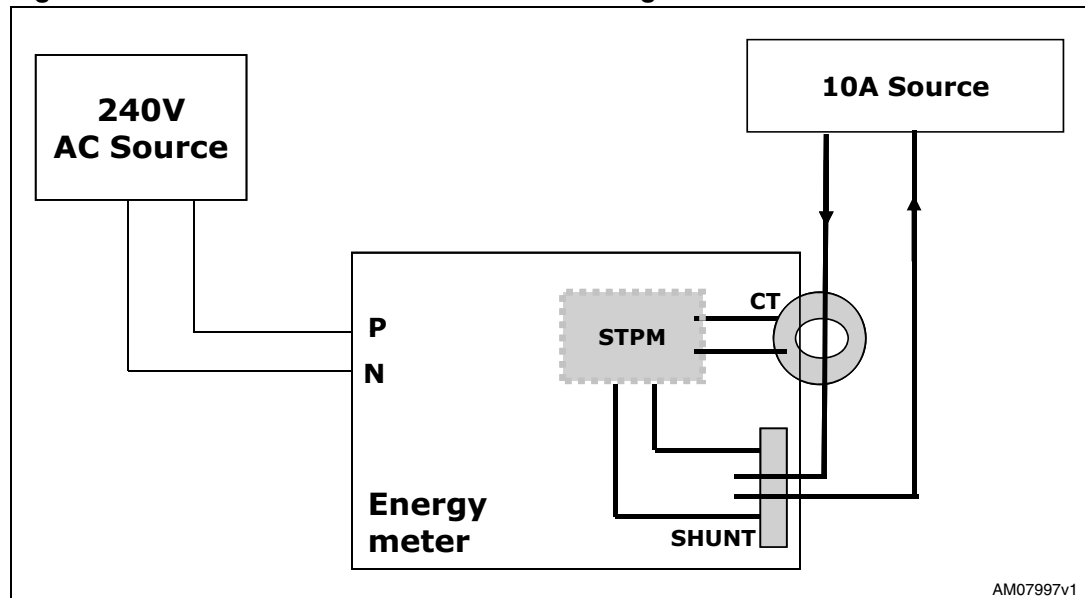 240V
AC Source
10A Source
P
N
STPM
CT
SHUNT
Energy
meter
AM07997v1